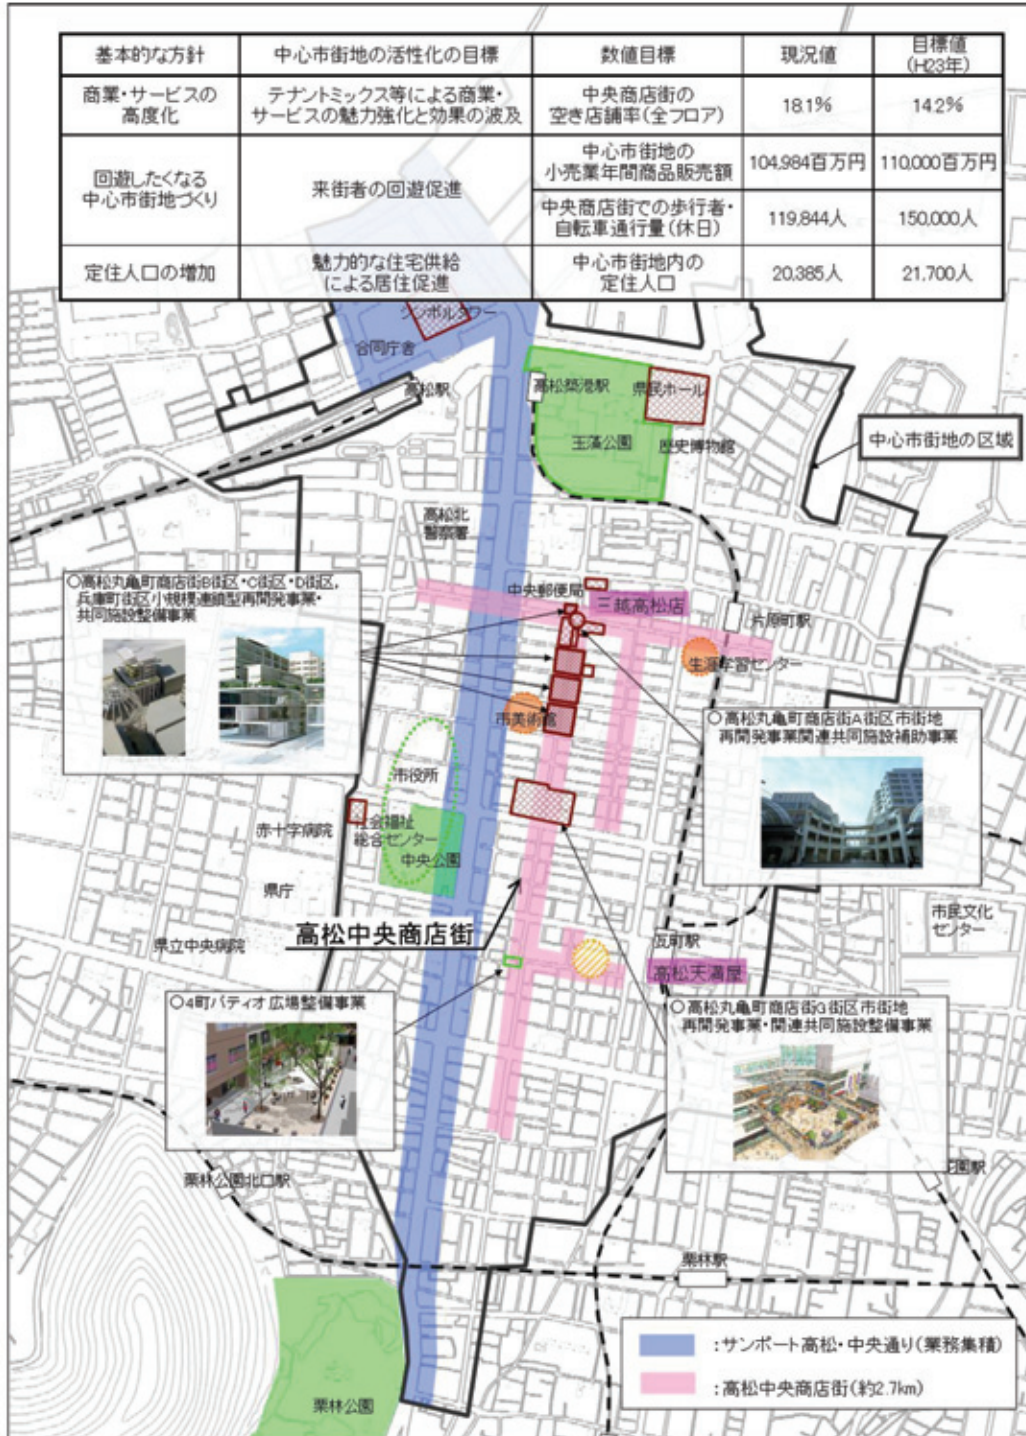 基本的な方針
中心市街地の活性化の目標
数値目標
現況値
目標値
(H23年)
商業・サービスの
高度化
テナントミックス等による商業・
サービスの魅力強化と効果の波及
中央商店街の
空き店舗率(全フロア)
18.1%
14.2%
回遊したくなる
中心市街地づくり
来街者の回遊促進
中心市街地の
小売業年間商品販売額
104,984百万円
110,000百万円
中央商店街での歩行者・
自転車通行量(休日)
119,844人
150,000人
定住人口の増加
魅力的な住宅供給
による居住促進
中心市街地内の
定住人口
20,385人
21,700人
シンボルタワー
合同庁舎
高松駅
高松築港駅
県民ホール
玉藻公園
歴史博物館
中心市街地の区域
高松北
警察署
○高松丸亀町商店街B街区・C街区・D街区,
兵庫町街区小規模連鎖型再開発事業・
共同施設整備事業
中央郵便局
三越高松店
片原町駅
生涯学習センター
市美術館
○高松丸亀町商店街A街区市街地
再開発事業関連共同施設補助事業
市役所
赤十字病院
社会福祉
総合センター
中央公園
県庁
市民文化
センター
高松中央商店街
県立中央病院
瓦町駅
高松天満屋
○4町パティオ広場整備事業
○高松丸亀町商店街G街区市街地
再開発事業・関連共同施設整備事業
栗林公園北口駅
園駅
栗林駅
栗林公園
:サンポート高松・中央通り(業務集積)
:高松中央商店街(約2.7km)